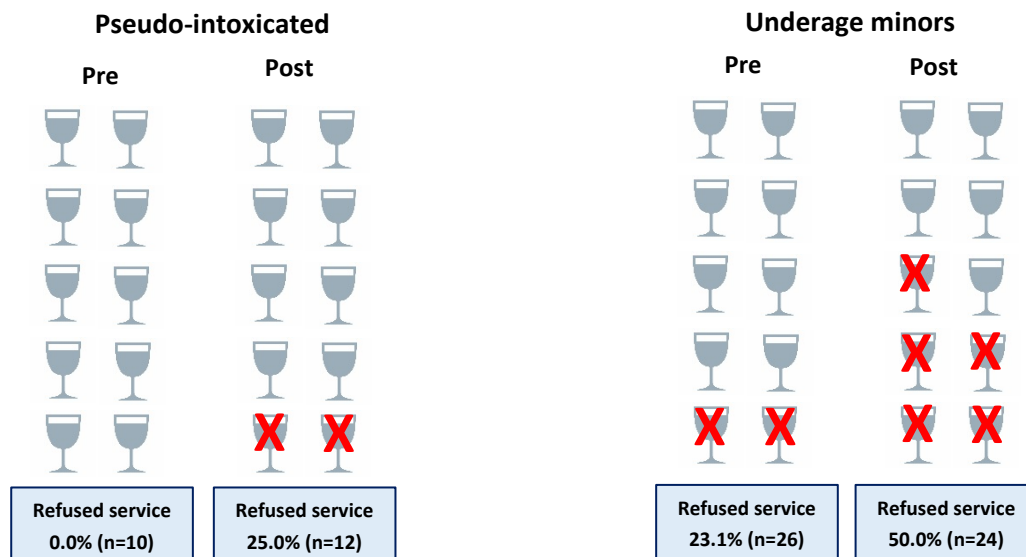 Pseudo-intoxicated
Pre
Post
Refused service
0.0% (n=10)
Refused service
25.0% (n=12)
Underage minors
Pre
Post
Refused service
23.1% (n=26)
Refused service
50.0% (n=24)